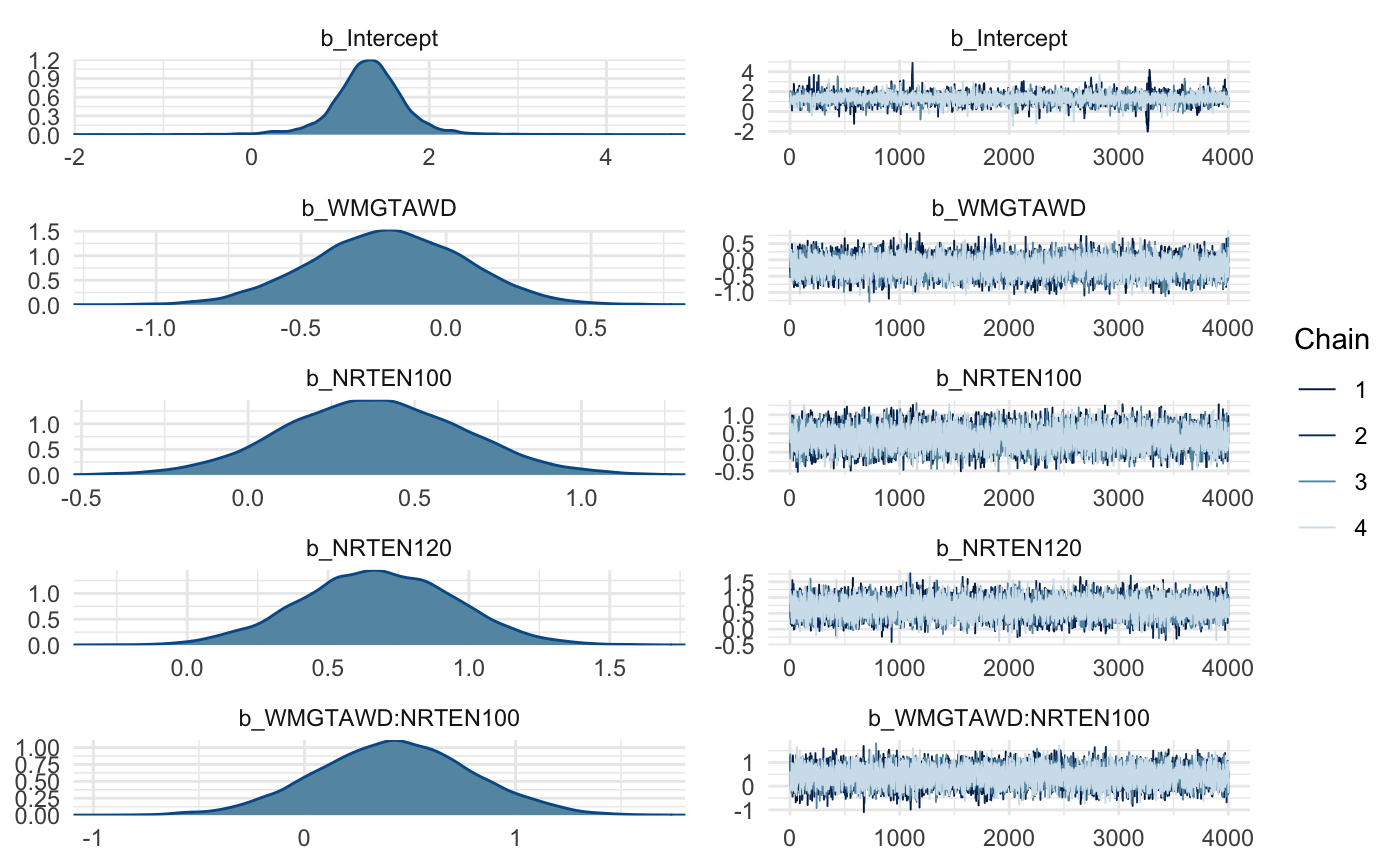 b_Intercept
1.2
0.9
0.6
0.3
0.0
-2 0 2 4
b_Intercept
4
2
0
-2
0 1000 2000 3000 4000
b_WMGTAWD
1.5
1.0
0.5
0.0
-1.0 -0.5 0.0 0.5
b_WMGTAWD
0.5
0.0
-0.5
-1.0
0 1000 2000 3000 4000
b_NRTEN100
1.0
0.5
0.0
-0.5 0.0 0.5 1.0
b_NRTEN100
1.0
0.5
0.0
-0.5
0 1000 2000 3000 4000
b_NRTEN120
1.0
0.5
0.0
0.0 0.5 1.0 1.5
b_NRTEN120
1.5
1.0
0.5
0.0
-0.5
0 1000 2000 3000 4000
b_WMGTAWD:NRTEN100
1.00
0.75
0.50
0.25
0.00
-1 0 1
b_WMGTAWD:NRTEN100
1
0
-1
0 1000 2000 3000 4000
Chain
1
2
3
4